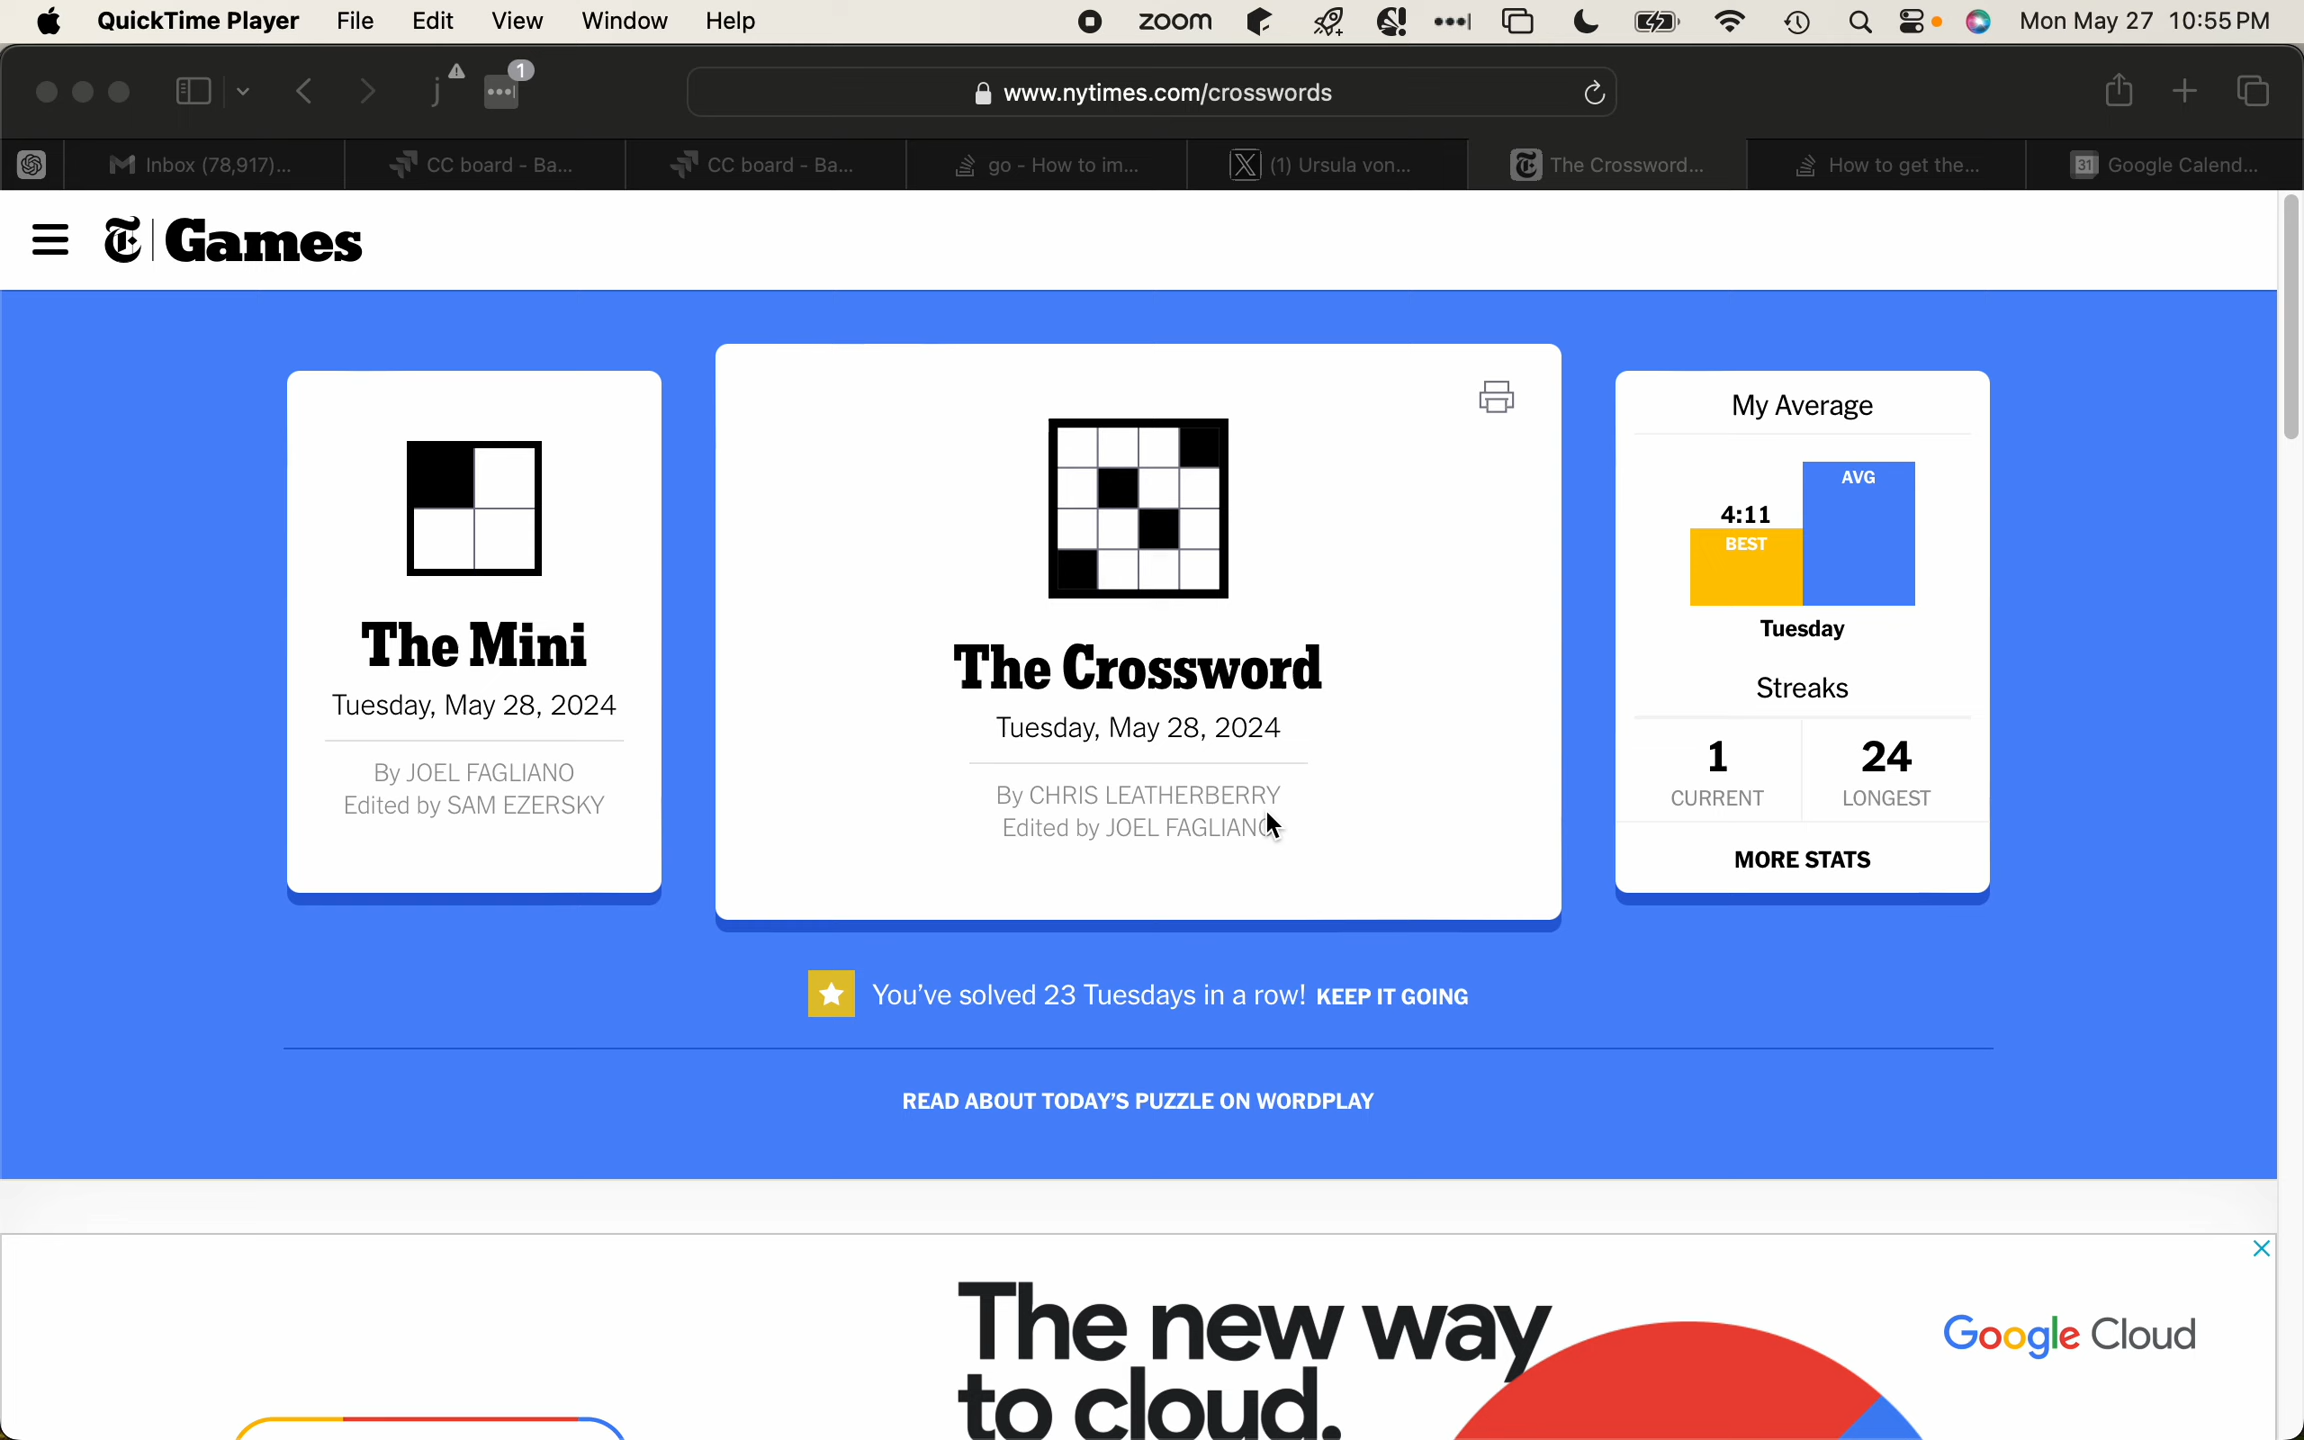 QuickTime Player File Edit View Window Help zoom Mon May 27 10:55 PM
j 1 www.nytimes.com/crosswords
Inbox (78,917)... CC board - Ba... CC board - Ba... go - How to im... (1) Ursula von... The Crossword... How to get the... 31 Google Calend...
T Games
The Mini
Tuesday, May 28, 2024
By JOEL FAGLIANO
Edited by SAM EZERSKY
The Crossword
Tuesday, May 28, 2024
By CHRIS LEATHERBERRY
Edited by JOEL FAGLIANO
My Average
AVG
4:11
BEST
Tuesday
Streaks
1 24
CURRENT LONGEST
MORE STATS
You've solved 23 Tuesdays in a row! KEEP IT GOING
READ ABOUT TODAY'S PUZZLE ON WORDPLAY
The new way
to cloud.
Google Cloud